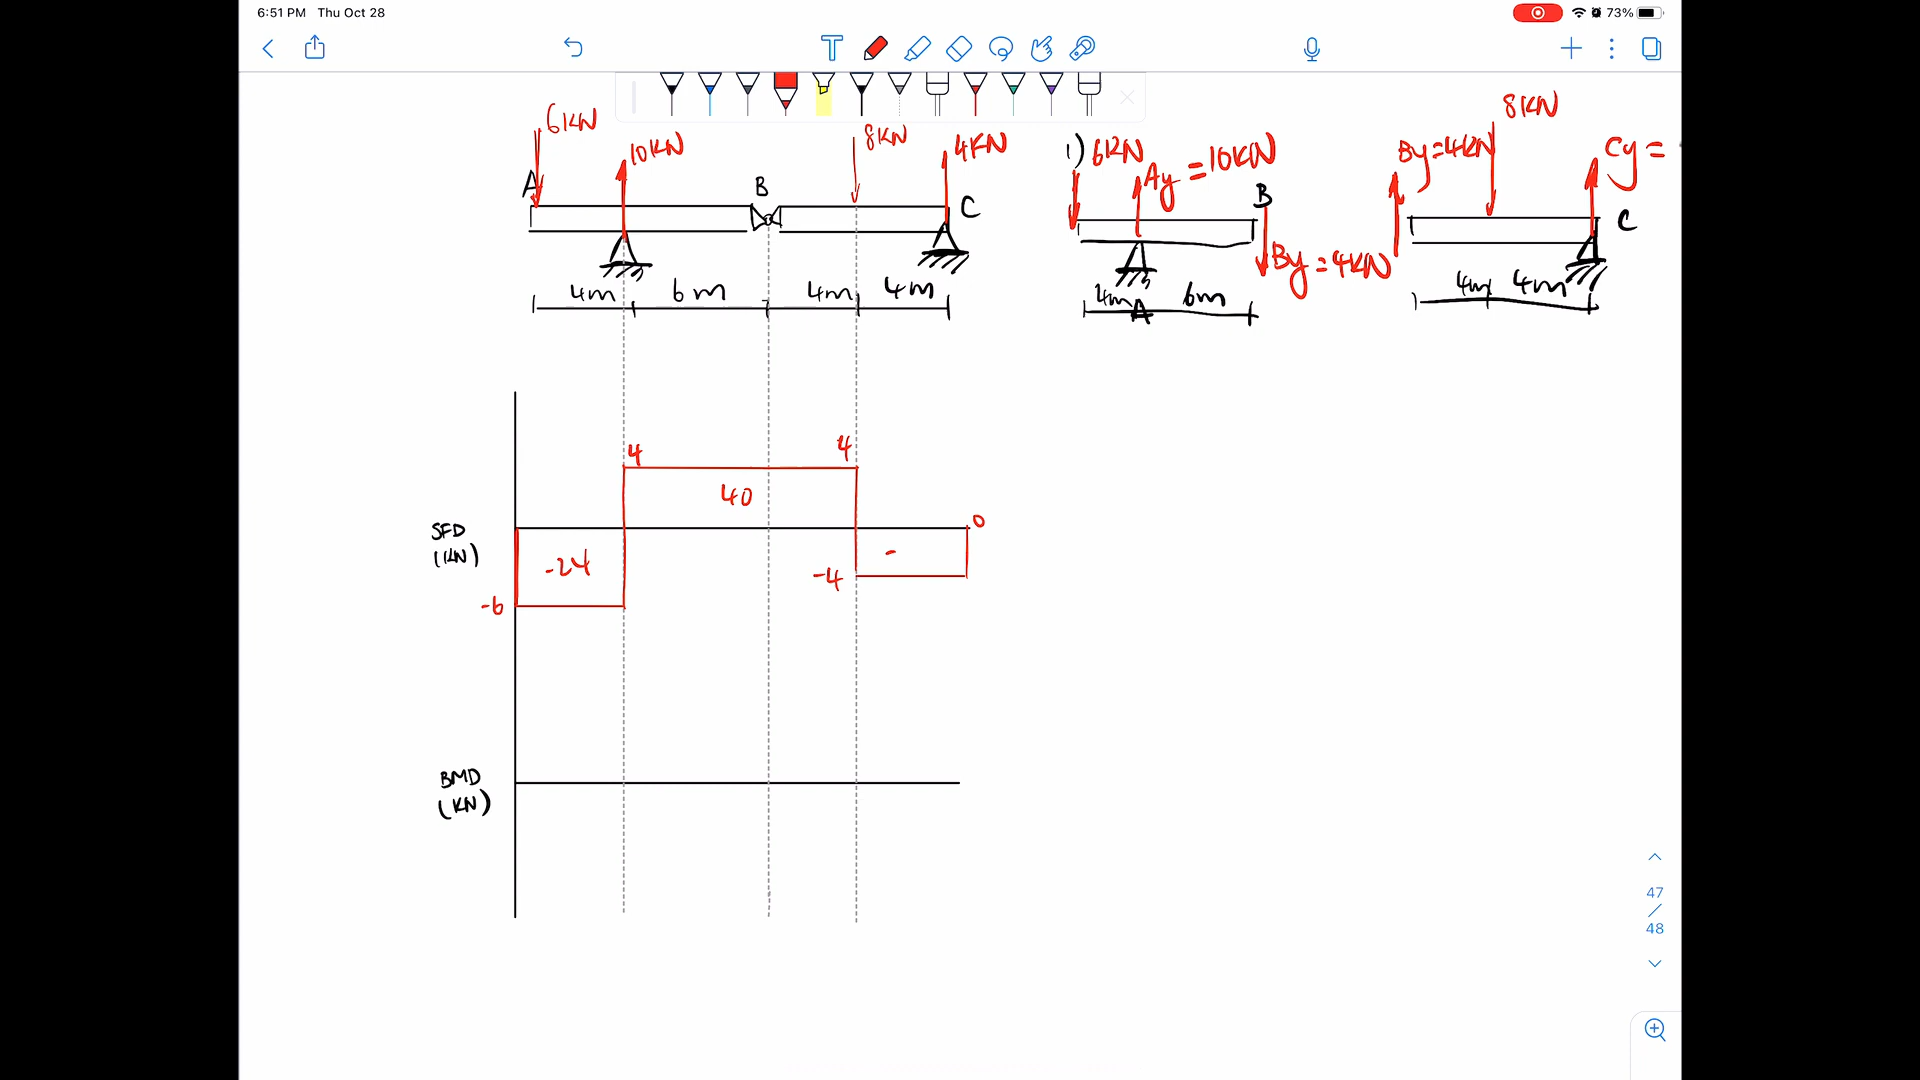 6:51 PM Thu Oct 28
73%
T
6KN
10KN
8KN
4KN
A
B
C
4m
6m
4m
4m
1) 6KN
Ay = 10KN
B
By = 4KN
4m
6m
A
8KN
By = 4KN
Cy =
C
4m
4m
SFD
(KN)
4
4
40
0
-24
-
-4
-6
BMD
(KN)
47
/
48